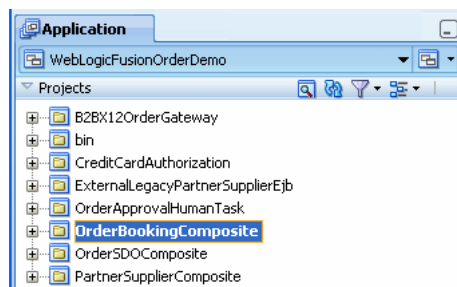 Application
WebLogicFusionOrderDemo
Projects
B2BX12OrderGateway
bin
CreditCardAuthorization
ExternalLegacyPartnerSupplierEjb
OrderApprovalHumanTask
OrderBookingComposite
OrderSDOComposite
PartnerSupplierComposite